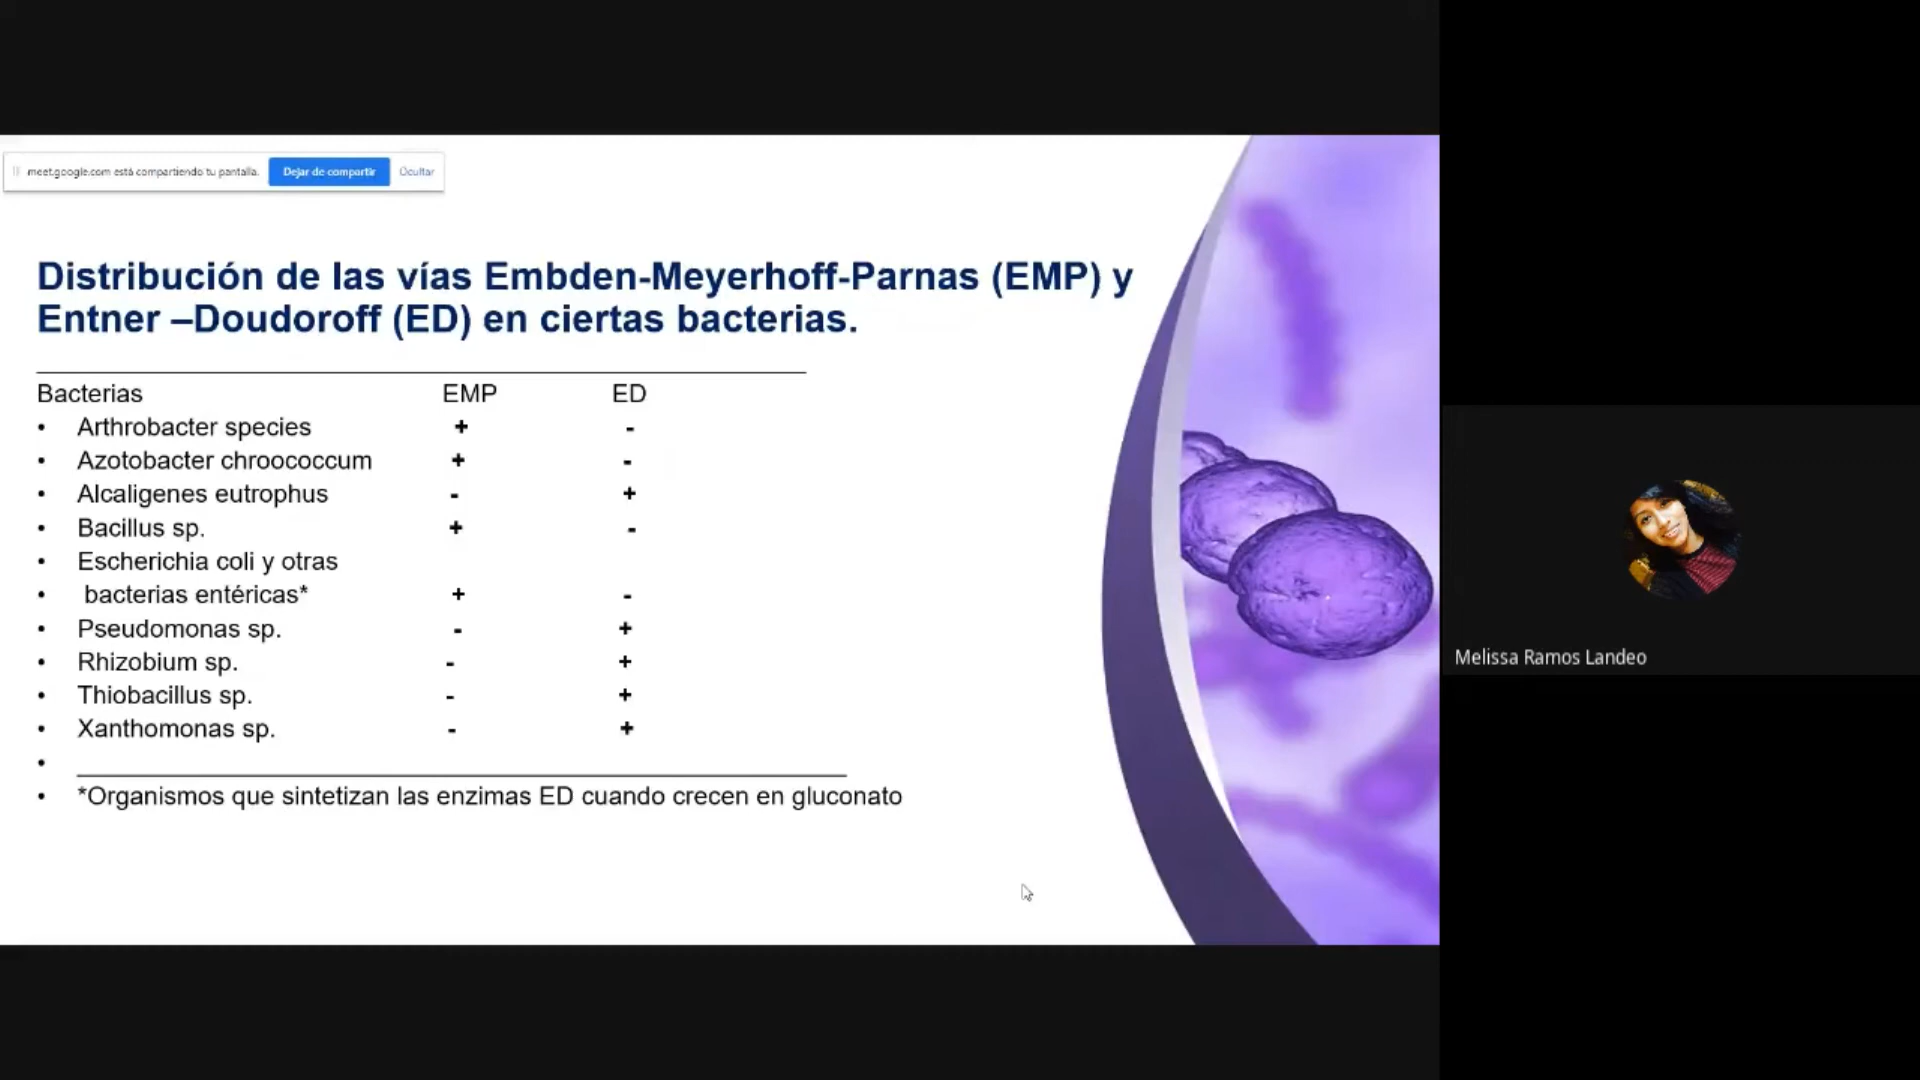 meet.google.com está compartiendo tu pantalla. Dejar de compartir Ocultar
Distribución de las vías Embden-Meyerhoff-Parnas (EMP) y
Entner –Doudoroff (ED) en ciertas bacterias.
Bacterias EMP ED
• Arthrobacter species + -
• Azotobacter chroococcum + -
• Alcaligenes eutrophus - +
• Bacillus sp. + -
• Escherichia coli y otras
• bacterias entéricas* + -
• Pseudomonas sp. - +
• Rhizobium sp. - +
• Thiobacillus sp. - +
• Xanthomonas sp. - +
•
• *Organismos que sintetizan las enzimas ED cuando crecen en gluconato
Melissa Ramos Landeo